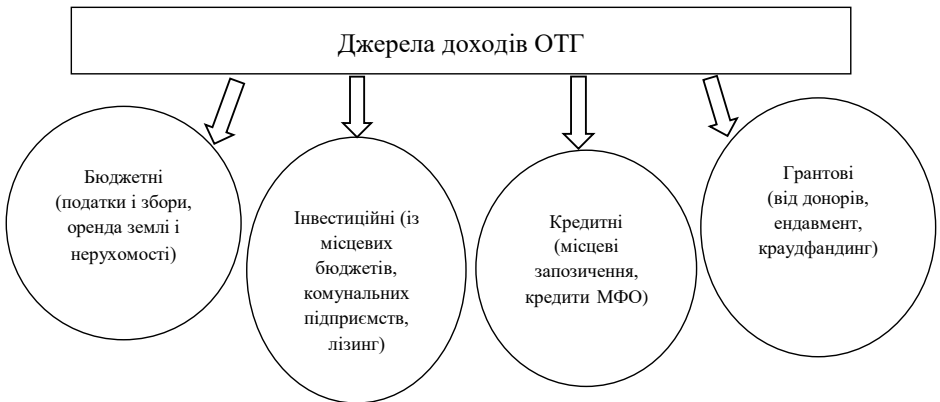 Джерела доходів ОТГ
Бюджетні
(податки і збори,
оренда землі і
нерухомості)
Інвестиційні (із
місцевих
бюджетів,
комунальних
підприємств,
лізинг)
Кредитні
(місцеві
запозичення,
кредити МФО)
Грантові
(від донорів,
ендавмент,
краудфандинг)